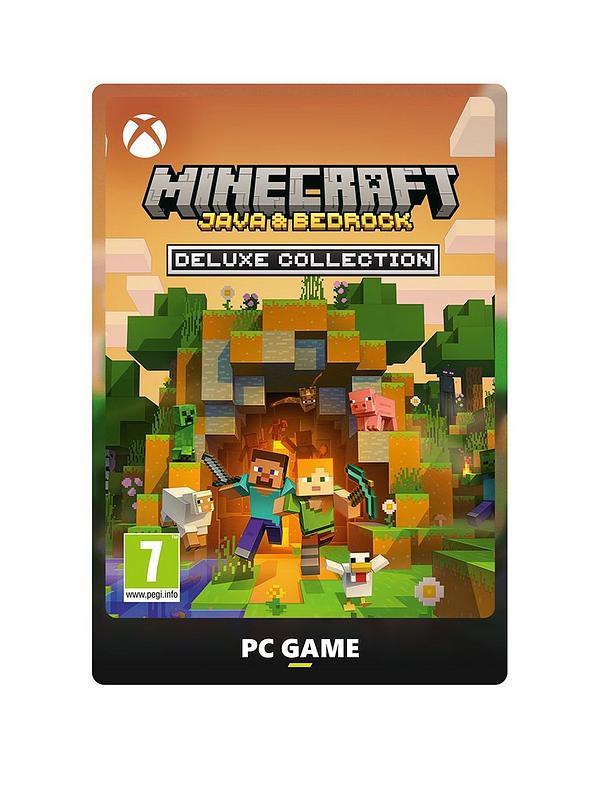 MINECRAFT
JAVA & BEDROCK
DELUXE COLLECTION
7
www.pegi.info
PC GAME